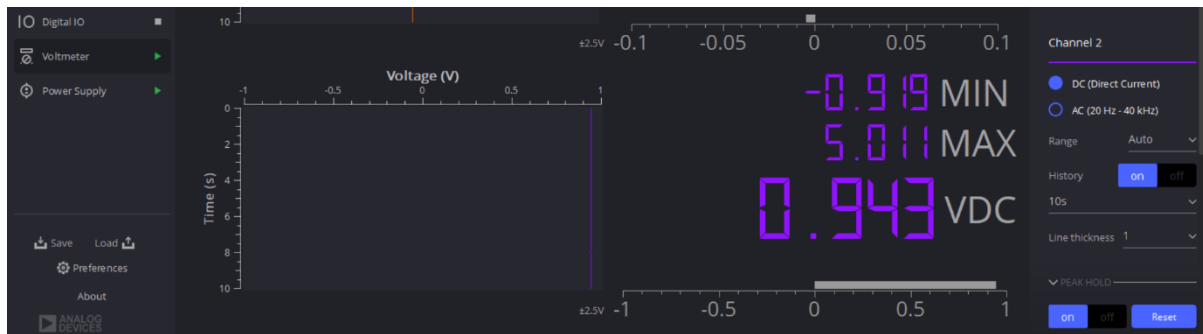 Digital IO
Voltmeter
Power Supply
Save Load
Preferences
About
ANALOG DEVICES
10
±2.5V
Voltage (V)
-1 -0.5 0 0.5 1
0
2
4
6
8
10
Time (s)
±2.5V
-0.1 -0.05 0 0.05 0.1
-0.919 MIN
5.011 MAX
0.943 VDC
-1 -0.5 0 0.5 1
Channel 2
DC (Direct Current)
AC (20 Hz - 40 kHz)
Range Auto
History on off
10s
Line thickness 1
PEAK HOLD
on off Reset